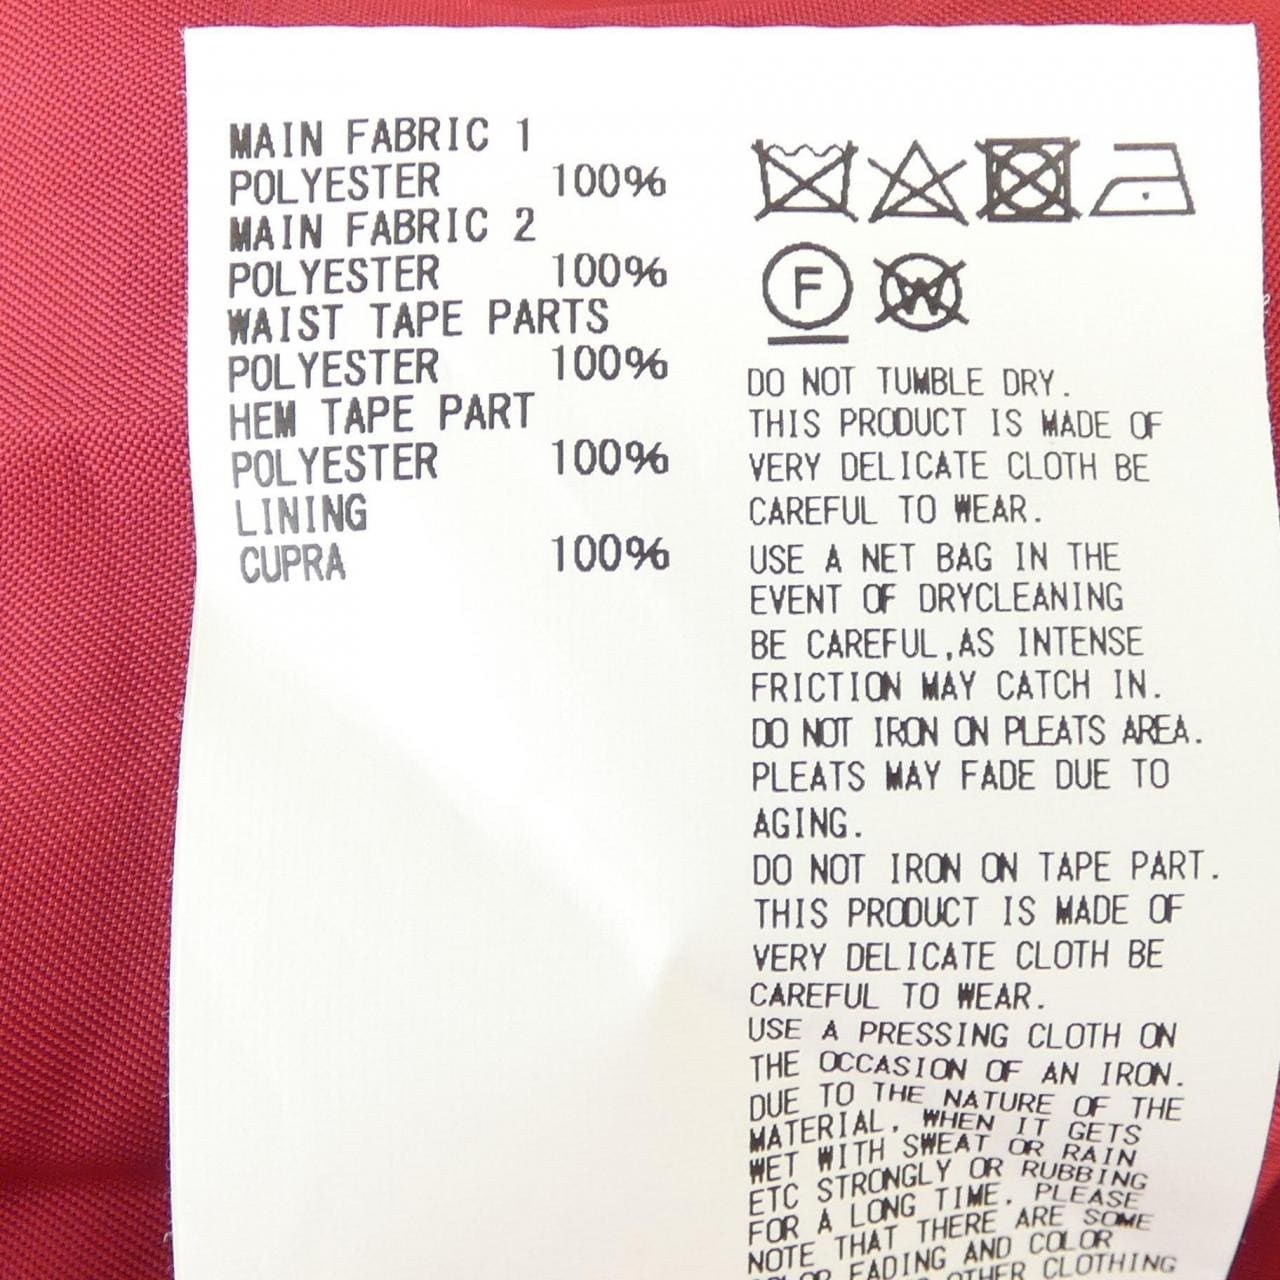 MAIN FABRIC 1
POLYESTER 100%
MAIN FABRIC 2
POLYESTER 100%
WAIST TAPE PARTS
POLYESTER 100%
HEM TAPE PART
POLYESTER 100%
LINING
CUPRA 100%
F W
DO NOT TUMBLE DRY.
THIS PRODUCT IS MADE OF
VERY DELICATE CLOTH BE
CAREFUL TO WEAR.
USE A NET BAG IN THE
EVENT OF DRYCLEANING
BE CAREFUL,AS INTENSE
FRICTION MAY CATCH IN.
DO NOT IRON ON PLEATS AREA.
PLEATS MAY FADE DUE TO
AGING.
DO NOT IRON ON TAPE PART.
THIS PRODUCT IS MADE OF
VERY DELICATE CLOTH BE
CAREFUL TO WEAR.
USE A PRESSING CLOTH ON
THE OCCASION OF AN IRON.
DUE TO THE NATURE OF THE
MATERIAL, WHEN IT GETS
WET WITH SWEAT OR RAIN
ETC STRONGLY OR RUBBING
FOR A LONG TIME, PLEASE
NOTE THAT THERE ARE SOME
FADING AND COLOR
OTHER CLOTHING